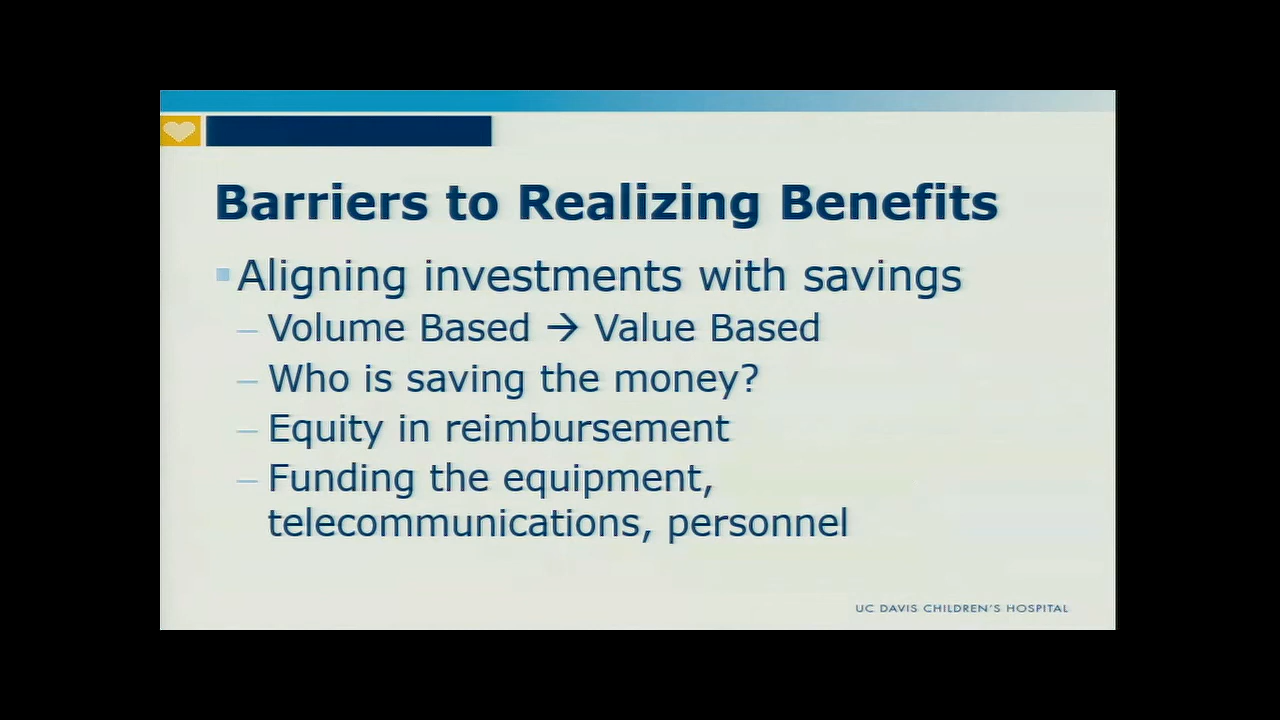 Barriers to Realizing Benefits
▪Aligning investments with savings
– Volume Based → Value Based
– Who is saving the money?
– Equity in reimbursement
– Funding the equipment,
telecommunications, personnel
UC DAVIS CHILDREN'S HOSPITAL